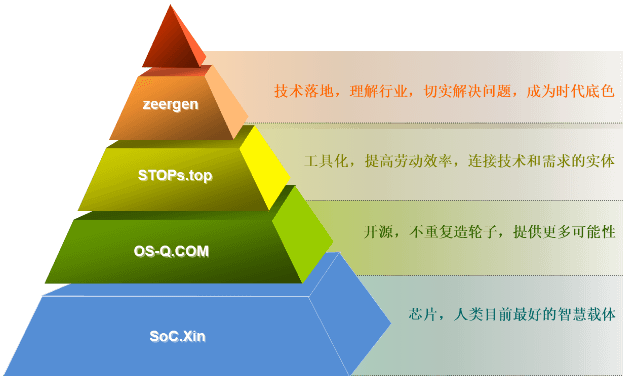 技术落地，理解行业，切实解决问题，成为时代底色
zeergen
工具化，提高劳动效率，连接技术和需求的实体
STOPs.top
开源，不重复造轮子，提供更多可能性
OS-Q.COM
芯片，人类目前最好的智慧载体
SoC.Xin